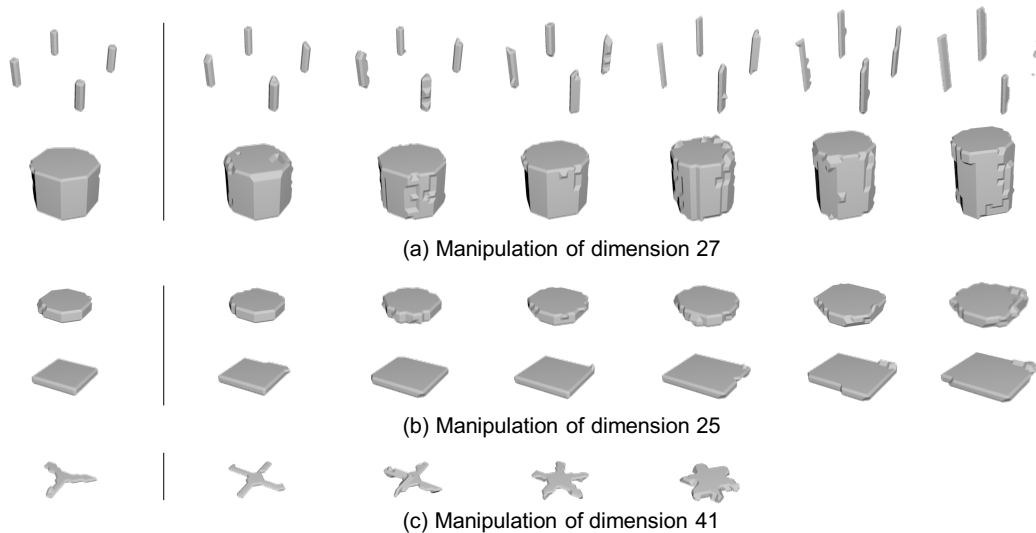 (a) Manipulation of dimension 27
(b) Manipulation of dimension 25
(c) Manipulation of dimension 41